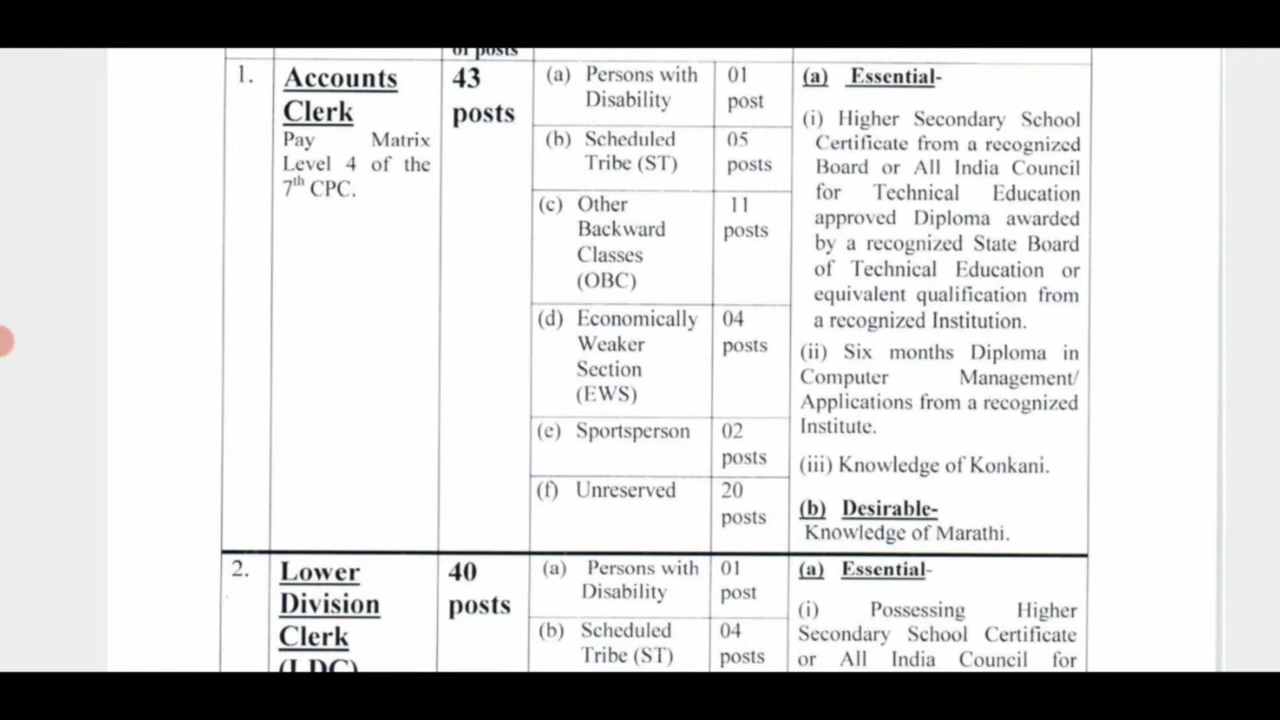 of posts
1.
Accounts
Clerk
Pay Matrix
Level 4 of the
7th CPC.
43
posts
(a) Persons with
Disability
01
post
(b) Scheduled
Tribe (ST)
05
posts
(c) Other
Backward
Classes
(OBC)
11
posts
(d) Economically
Weaker
Section
(EWS)
04
posts
(e) Sportsperson
02
posts
(f) Unreserved
20
posts
(a) Essential-
(i) Higher Secondary School
Certificate from a recognized
Board or All India Council
for Technical Education
approved Diploma awarded
by a recognized State Board
of Technical Education or
equivalent qualification from
a recognized Institution.
(ii) Six months Diploma in
Computer Management/
Applications from a recognized
Institute.
(iii) Knowledge of Konkani.
(b) Desirable-
Knowledge of Marathi.
2.
Lower
Division
Clerk
(LDC)
40
posts
(a) Persons with
Disability
01
post
(b) Scheduled
Tribe (ST)
04
posts
(a) Essential-
(i) Possessing Higher
Secondary School Certificate
or All India Council for